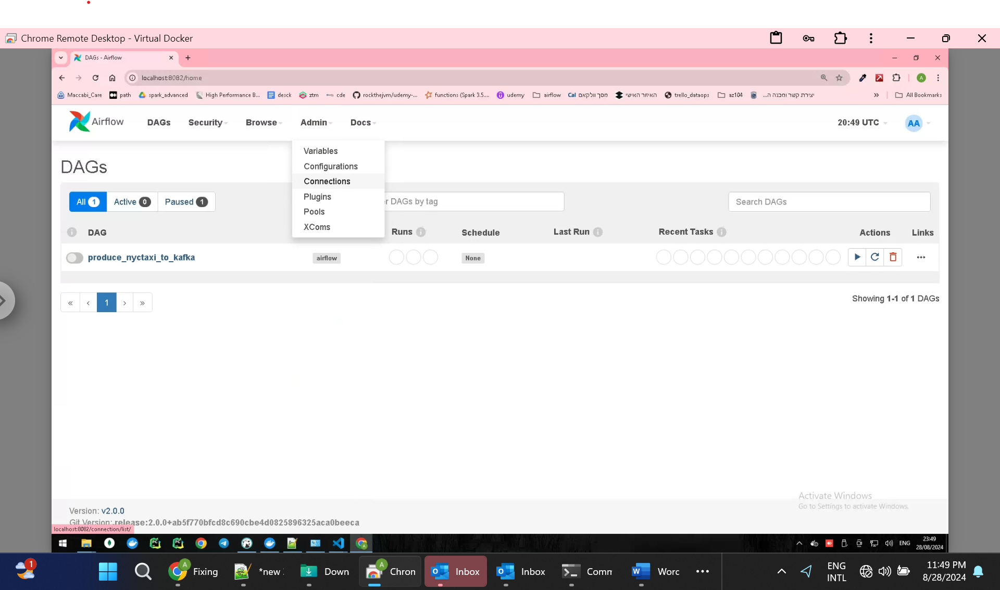 Chrome Remote Desktop - Virtual Docker
DAGs - Airflow
localhost:8082/home
Maccabi_Care path spark_advanced High Performance B... desck ztm cde rockthejvm/udemy-... functions (Spark 3.5.... udemy airflow Cal מסך וולקאם האיזור האישי trello_dataops az104 יצירת קשר ומבנה ה... » All Bookmarks
Airflow DAGs Security Browse Admin Docs 20:49 UTC AA
Variables
Configurations
Connections
Plugins
Pools
XComs
DAGs
All 1 Active 0 Paused 1 r DAGs by tag Search DAGs
DAG Runs Schedule Last Run Recent Tasks Actions Links
produce_nyctaxi_to_kafka airflow None
« ‹ 1 › »
Showing 1-1 of 1 DAGs
Activate Windows
Go to Settings to activate Windows.
Version: v2.0.0
Git Version: .release:2.0.0+ab5f770bfcd8c690cbe4d0825896325aca0beeca
localhost:8082/connection/list/
ENG 23:49
28/08/2024
1 Fixing *new Down Chron Inbox Inbox Comm Word
ENG
INTL
11:49 PM
8/28/2024